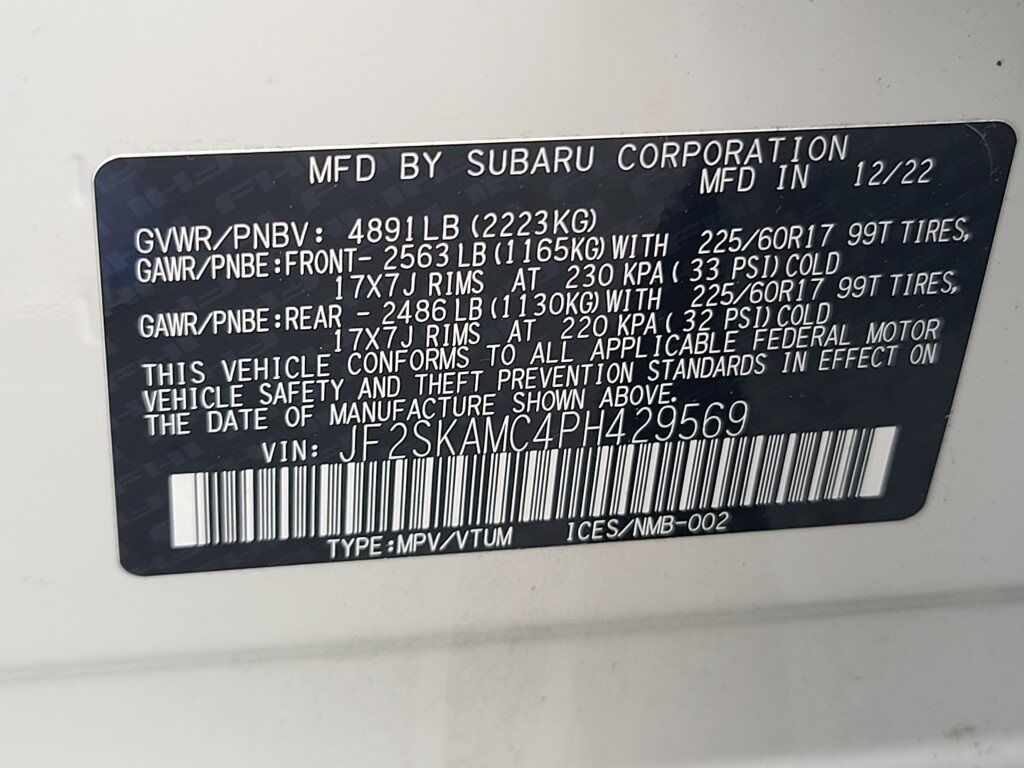 MFD BY SUBARU CORPORATION
MFD IN 12/22
GVWR/PNBV: 4891LB (2223KG)
GAWR/PNBE:FRONT- 2563 LB (1165KG) WITH 225/60R17 99T TIRES,
17X7J RIMS AT 230 KPA ( 33 PSI) COLD
GAWR/PNBE:REAR - 2486 LB (1130KG) WITH 225/60R17 99T TIRES,
17X7J RIMS AT 220 KPA ( 32 PSI) COLD
THIS VEHICLE CONFORMS TO ALL APPLICABLE FEDERAL MOTOR
VEHICLE SAFETY AND THEFT PREVENTION STANDARDS IN EFFECT ON
THE DATE OF MANUFACTURE SHOWN ABOVE.
VIN: JF2SKAMC4PH429569
TYPE:MPV/VTUM ICES/NMB-002